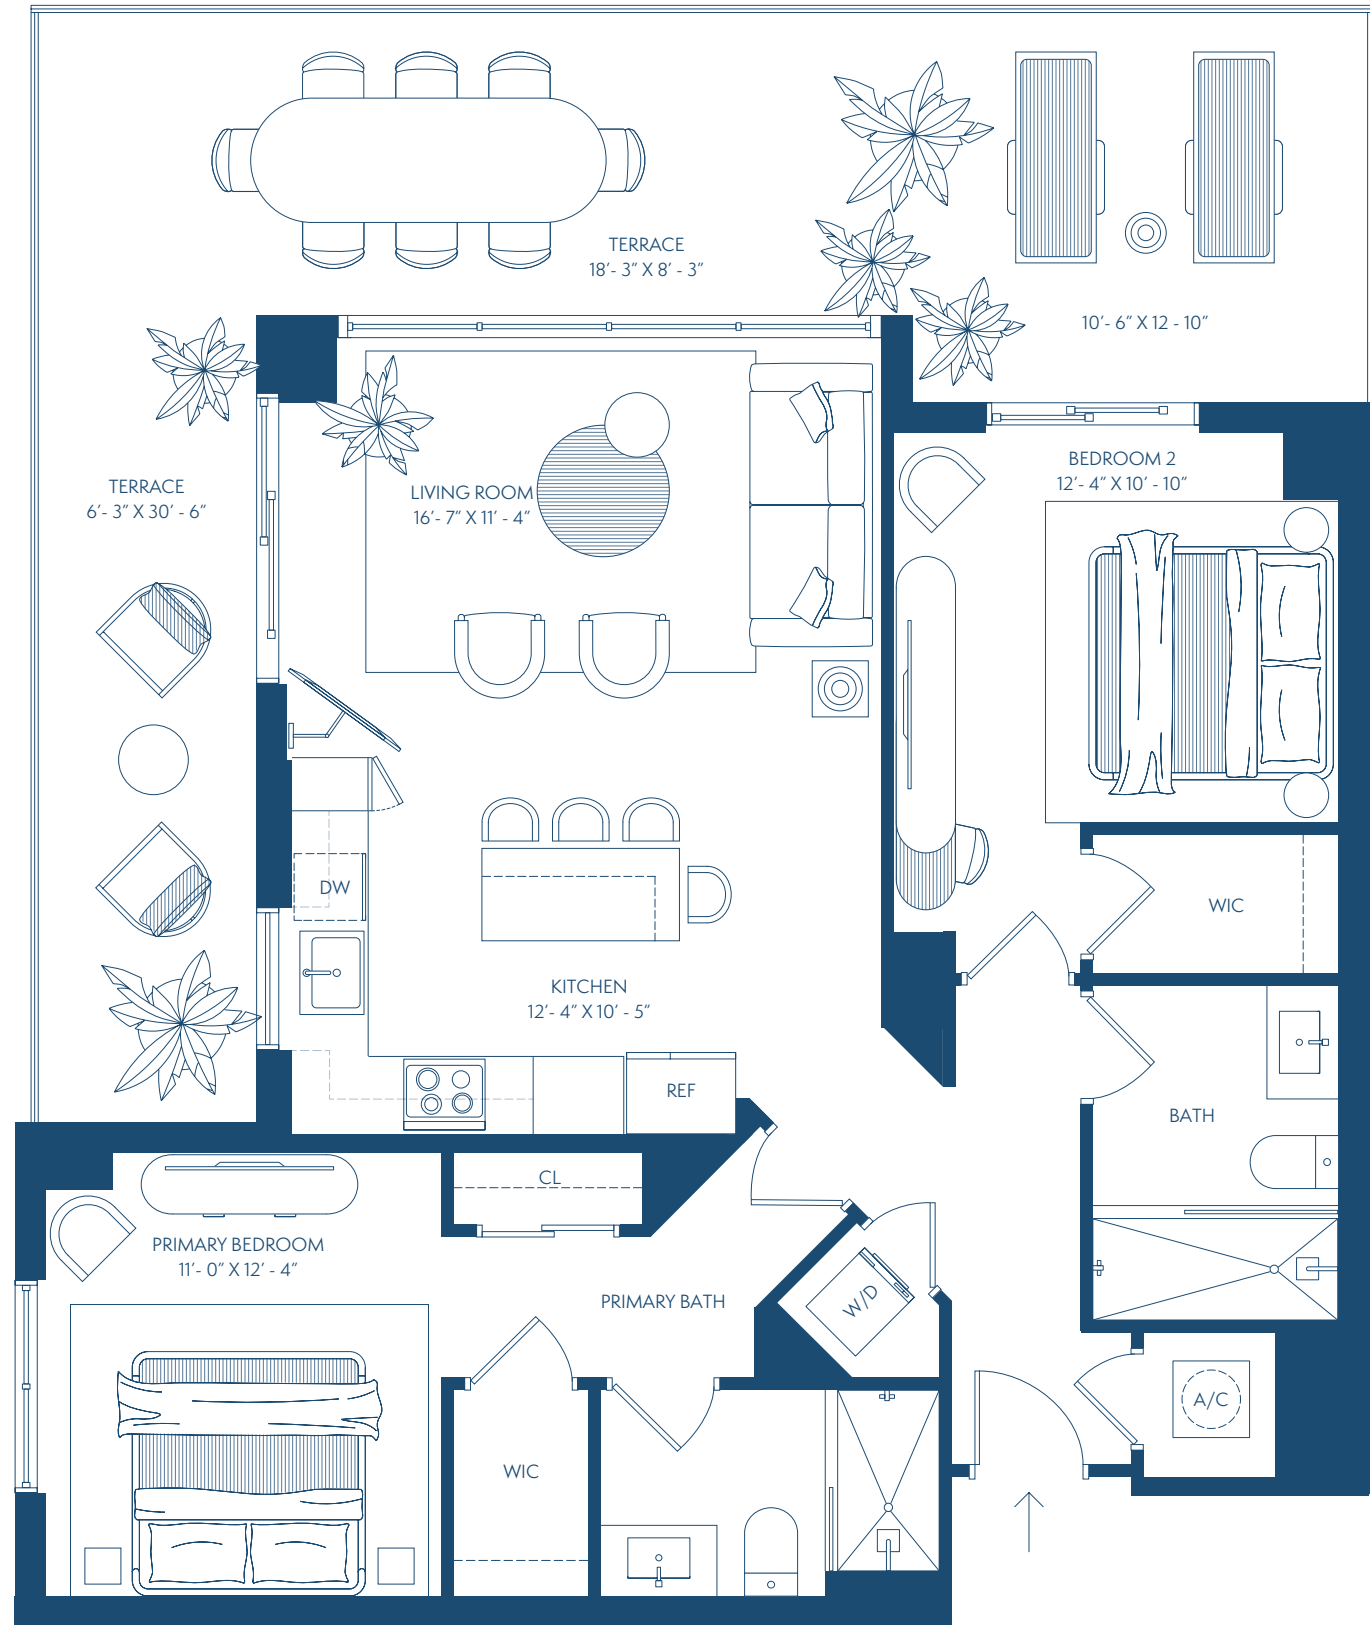 TERRACE
18'- 3" X 8' - 3"
10'- 6" X 12 - 10"
BEDROOM 2
12'- 4" X 10' - 10"
TERRACE
6'- 3" X 30' - 6"
LIVING ROOM
16'- 7" X 11' - 4"
DW
WIC
KITCHEN
12'- 4" X 10' - 5"
REF
BATH
CL
PRIMARY BEDROOM
11'- 0" X 12' - 4"
PRIMARY BATH
W/D
A/C
WIC